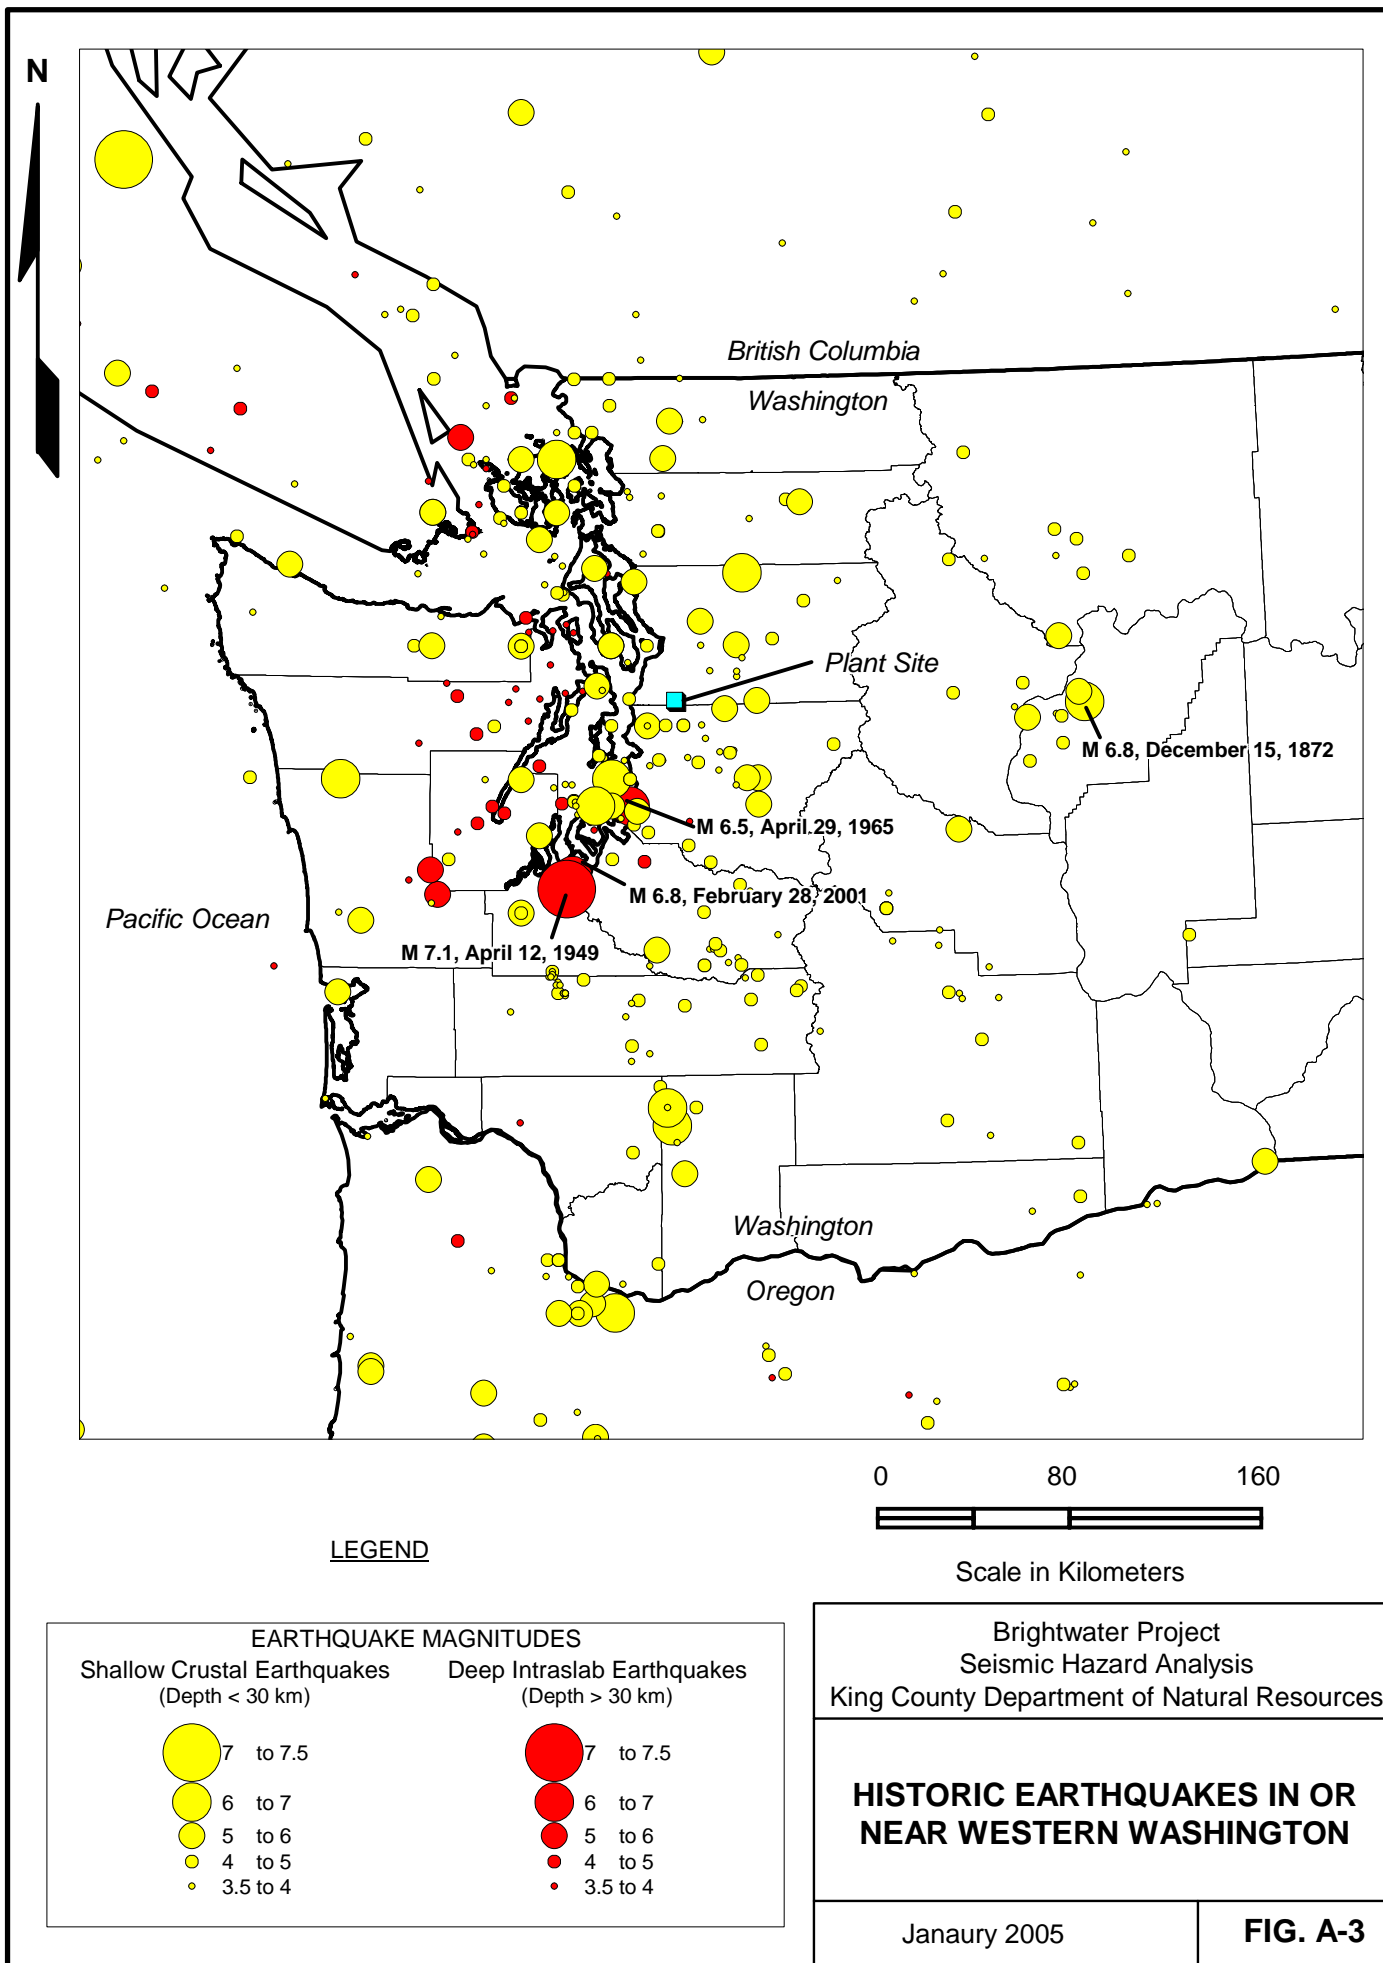 N
British Columbia
Washington
Plant Site
M 6.8, December 15, 1872
M 6.5, April 29, 1965
M 6.8, February 28, 2001
Pacific Ocean
M 7.1, April 12, 1949
Washington
Oregon
0 80 160
Scale in Kilometers
LEGEND
EARTHQUAKE MAGNITUDES
Shallow Crustal Earthquakes
(Depth < 30 km)
7 to 7.5
6 to 7
5 to 6
4 to 5
3.5 to 4
Deep Intraslab Earthquakes
(Depth > 30 km)
7 to 7.5
6 to 7
5 to 6
4 to 5
3.5 to 4
Brightwater Project
Seismic Hazard Analysis
King County Department of Natural Resources
HISTORIC EARTHQUAKES IN OR
NEAR WESTERN WASHINGTON
Janaury 2005
FIG. A-3